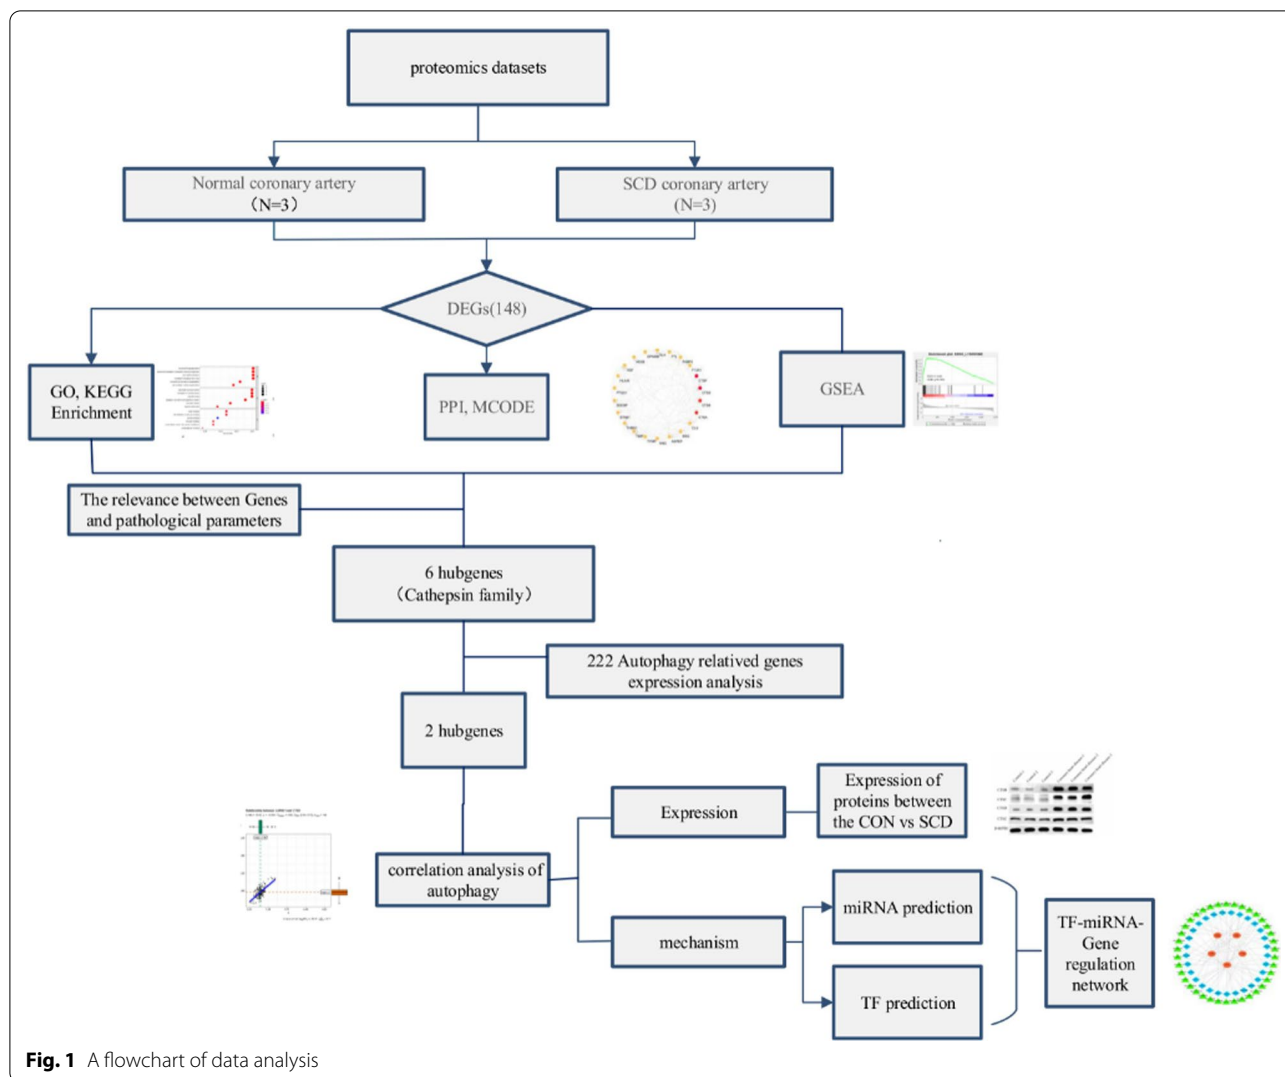 proteomics datasets
Normal coronary artery
（N=3）
SCD coronary artery
(N=3)
DEGs(148)
GO, KEGG
Enrichment
PPI, MCODE
GSEA
The relevance between Genes
and pathological parameters
6 hubgenes
（Cathepsin family）
222 Autophagy relatived genes
expression analysis
2 hubgenes
correlation analysis of
autophagy
Expression
Expression of
proteins between
the CON vs SCD
mechanism
miRNA prediction
TF prediction
TF-miRNA-
Gene
regulation
network
Fig. 1 A flowchart of data analysis